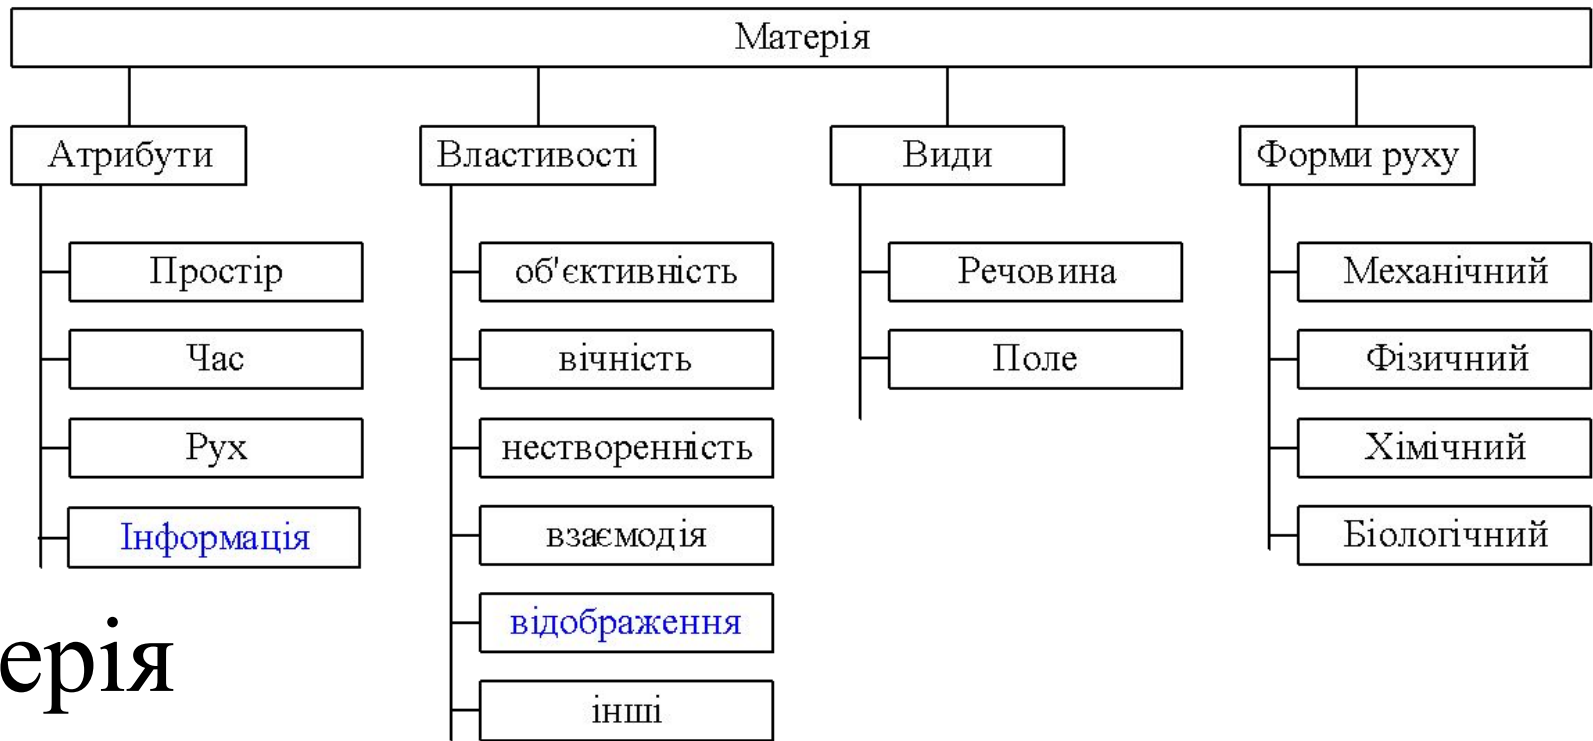 Матерія
Атрибути
Простір
Час
Рух
Інформація
Властивості
об'єктивність
вічність
нествореність
взаємодія
відображення
інші
Види
Речовина
Поле
Форми руху
Механічний
Фізичний
Хімічний
Біологічний
ерія